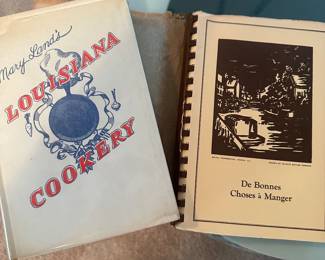 Mary Land's
LOUISIANA
COOKERY
De Bonnes
Choses à Manger